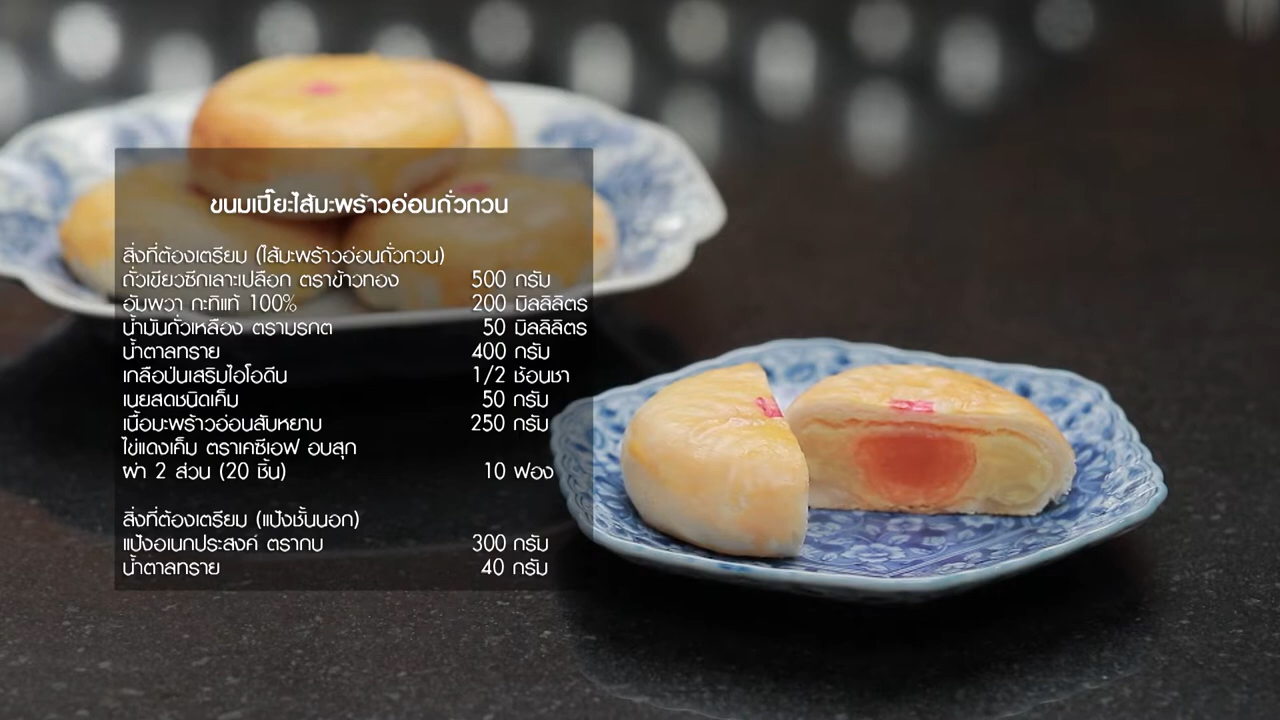 ขนมเปี๊ยะไส้มะพร้าวอ่อนถั่วกวน
สิ่งที่ต้องเตรียม (ไส้มะพร้าวอ่อนถั่วกวน)
ถั่วเขียวซีกเลาะเปลือก ตราข้าวทอง 500 กรัม
อัมพวา กะทิแท้ 100% 200 มิลลิลิตร
น้ำมันถั่วเหลือง ตรามรกต 50 มิลลิลิตร
น้ำตาลทราย 400 กรัม
เกลือป่นเสริมไอโอดีน 1/2 ช้อนชา
เนยสดชนิดเค็ม 50 กรัม
เนื้อมะพร้าวอ่อนสับหยาบ 250 กรัม
ไข่แดงเค็ม ตราเคซีเอฟ อบสุก
ผ่า 2 ส่วน (20 ชิ้น) 10 ฟอง
สิ่งที่ต้องเตรียม (แป้งชั้นนอก)
แป้งอเนกประสงค์ ตรากบ 300 กรัม
น้ำตาลทราย 40 กรัม